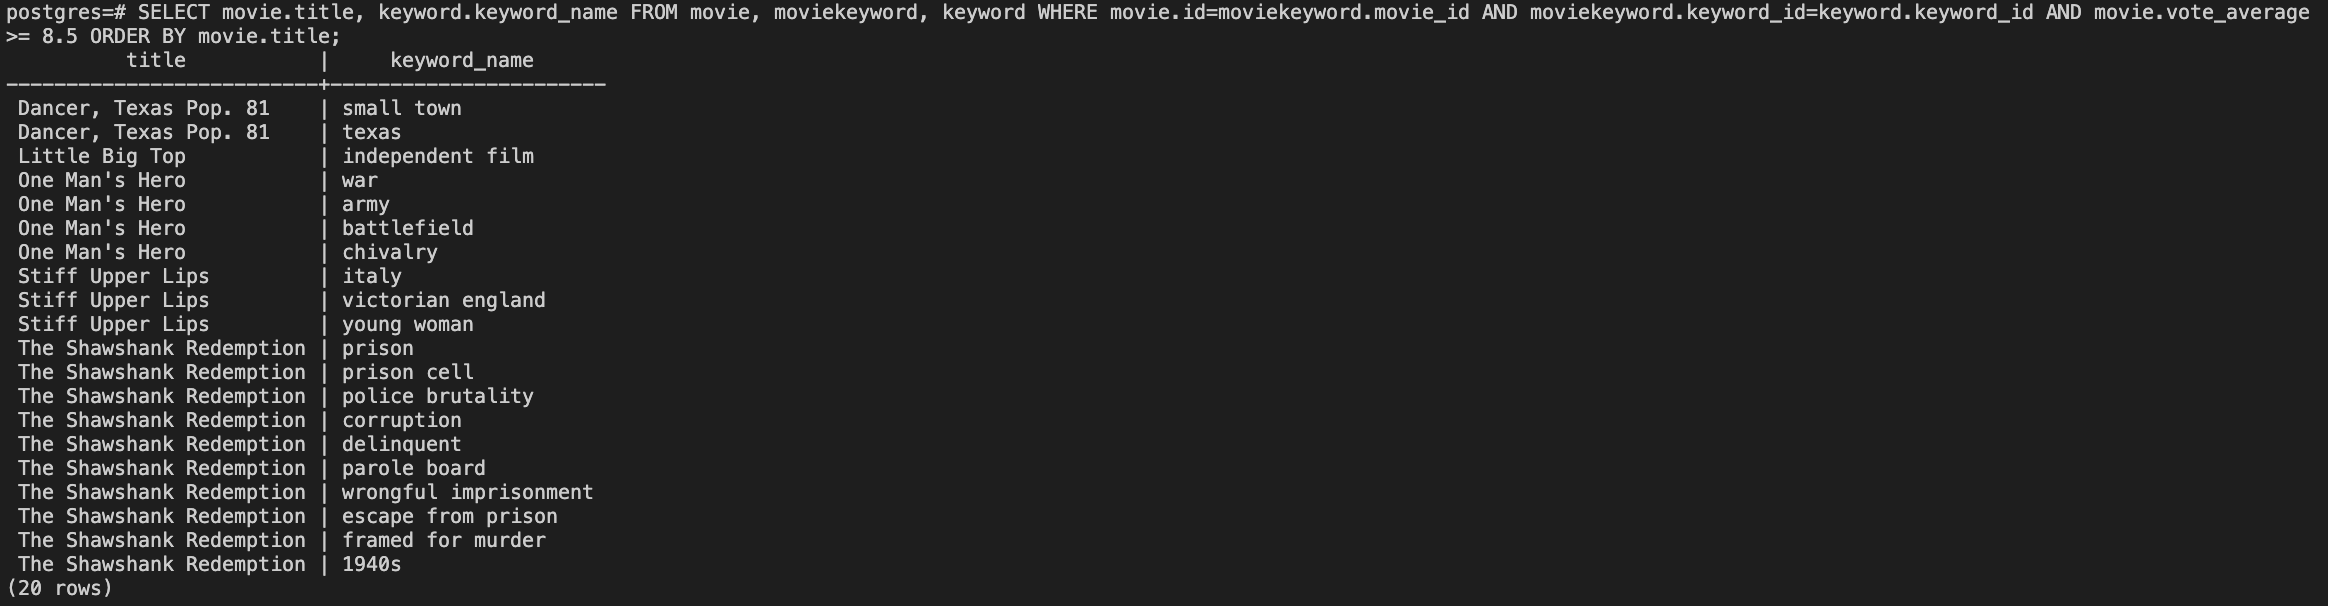 postgres=# SELECT movie.title, keyword.keyword_name FROM movie, moviekeyword, keyword WHERE movie.id=moviekeyword.movie_id AND moviekeyword.keyword_id=keyword.keyword_id AND movie.vote_average
>= 8.5 ORDER BY movie.title;
          title           |     keyword_name
--------------------------+-----------------------
 Dancer, Texas Pop. 81    | small town
 Dancer, Texas Pop. 81    | texas
 Little Big Top           | independent film
 One Man's Hero           | war
 One Man's Hero           | army
 One Man's Hero           | battlefield
 One Man's Hero           | chivalry
 Stiff Upper Lips         | italy
 Stiff Upper Lips         | victorian england
 Stiff Upper Lips         | young woman
 The Shawshank Redemption | prison
 The Shawshank Redemption | prison cell
 The Shawshank Redemption | police brutality
 The Shawshank Redemption | corruption
 The Shawshank Redemption | delinquent
 The Shawshank Redemption | parole board
 The Shawshank Redemption | wrongful imprisonment
 The Shawshank Redemption | escape from prison
 The Shawshank Redemption | framed for murder
 The Shawshank Redemption | 1940s
(20 rows)